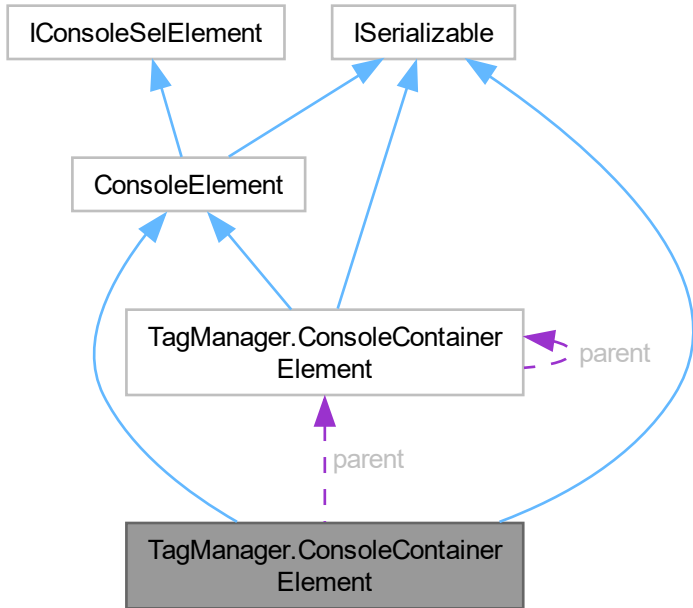 IConsoleSelElement
ISerializable
ConsoleElement
TagManager.ConsoleContainer
Element
parent
parent
TagManager.ConsoleContainer
Element